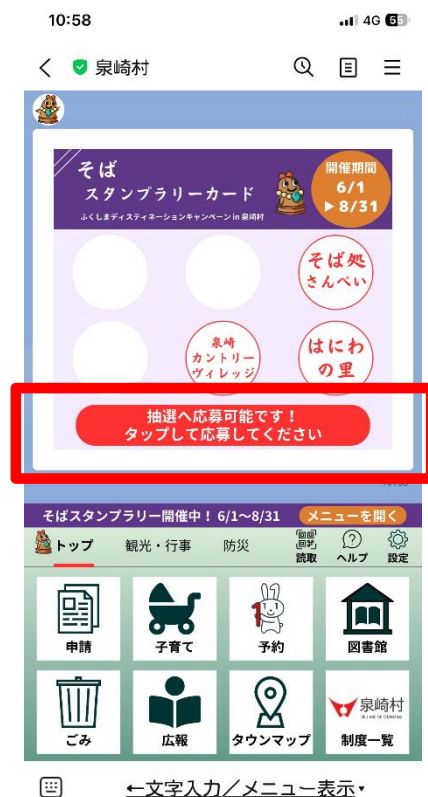 10:58
4G 55
泉崎村
そば
スタンプラリーカード
ふくしまディスティネーションキャンペーン in 泉崎村
開催期間
6/1
▶ 8/31
そば処
さんぺい
泉崎
カントリー
ヴィレッジ
はにわ
の里
抽選へ応募可能です！
タップして応募してください
そばスタンプラリー開催中！ 6/1～8/31 メニューを開く
トップ 観光・行事 防災 読取 ヘルプ 設定
申請 子育て 予約 図書館
泉崎村
ごみ 広報 タウンマップ 制度一覧
←文字入力／メニュー表示▾